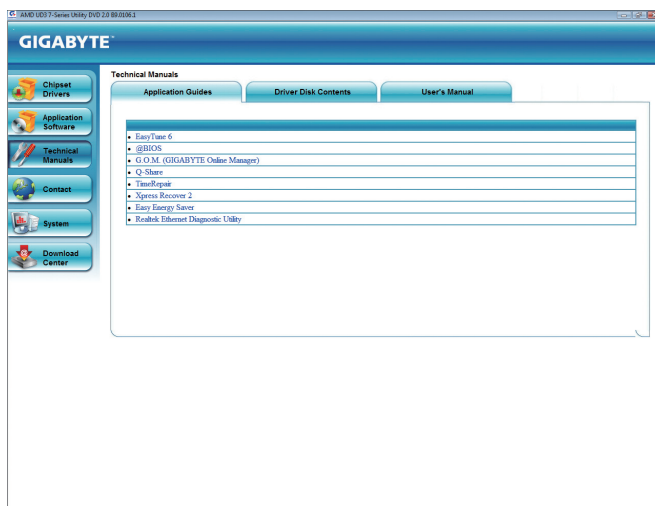 AMD UD3 7-Series Utility DVD 2.0 B9.0106.1
GIGABYTE™
Chipset
Drivers
Application
Software
Technical
Manuals
Contact
System
Download
Center
Technical Manuals
Application Guides
Driver Disk Contents
User's Manual
• EasyTune 6
• @BIOS
• G.O.M. (GIGABYTE Online Manager)
• Q-Share
• TimeRepair
• Xpress Recover 2
• Easy Energy Saver
• Realtek Ethernet Diagnostic Utility